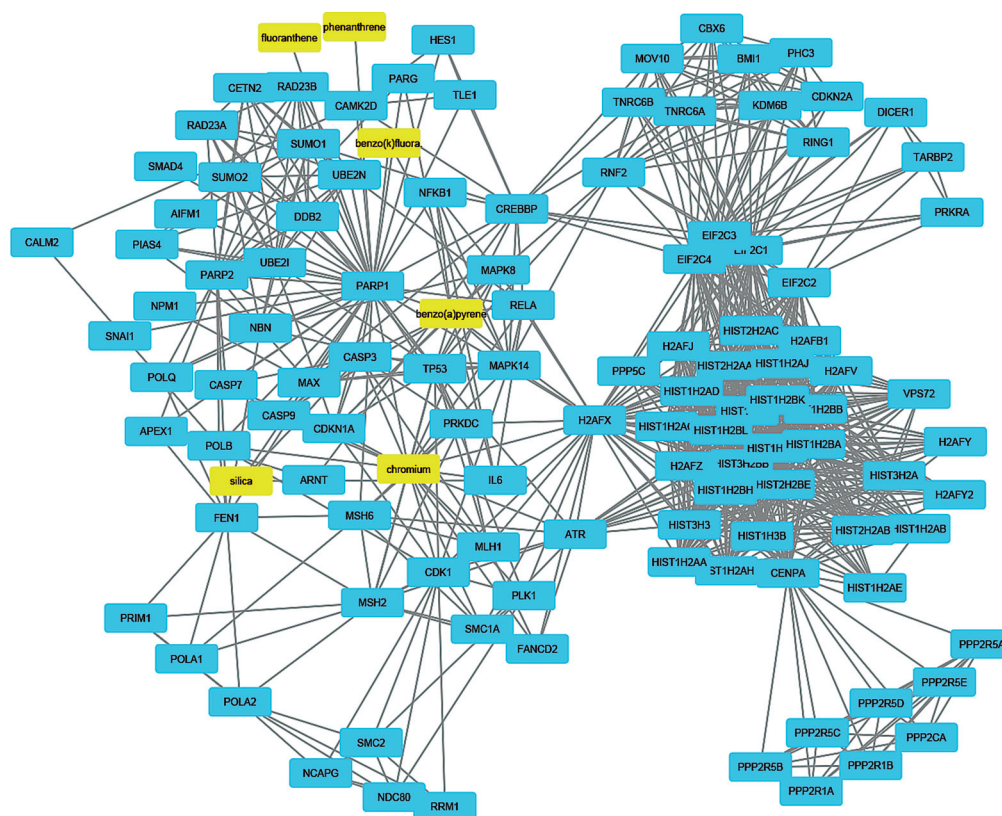 CBX6
phenanthrene
fluoranthene
HES1
MOV10
BMI1
PHC3
CETN2
RAD23B
CAMK2D
PARG
TLE1
TNRC6B
TNRC6A
KDM6B
CDKN2A
DICER1
RAD23A
SUMO1
benzo(k)fluora.
RING1
SMAD4
SUMO2
UBE2N
NFKB1
RNF2
TARBP2
AIFM1
DDB2
CREBBP
PRKRA
CALM2
PIAS4
EIF2C3
EIF2C1
EIF2C4
PARP2
UBE2I
PARP1
MAPK8
EIF2C2
NPM1
benzo(a)pyrene
RELA
SNAI1
NBN
HIST2H2AC
H2AFB1
H2AFJ
CASP3
TP53
MAPK14
PPP5C
HIST2H2AA
HIST1H2AJ
H2AFV
POLQ
CASP7
MAX
HIST1H2AD
HIST1H2BK
VPS72
CASP9
PRKDC
H2AFX
HIST1H2BL
HIST1H2BA
H2AFY
APEX1
CDKN1A
POLB
chromium
H2AFZ
HIST3H2BB
HIST3H2A
silica
ARNT
IL6
HIST1H2BH
HIST2H2BE
H2AFY2
FEN1
MSH6
ATR
HIST3H3
HIST1H3B
HIST2H2AB
HIST1H2AB
MLH1
HIST1H2AA
HIST1H2AH
CENPA
HIST1H2AE
CDK1
MSH2
PLK1
PRIM1
SMC1A
FANCD2
POLA1
PPP2R5A
POLA2
PPP2R5E
PPP2R5D
SMC2
PPP2R5C
PPP2CA
NCAPG
PPP2R5B
PPP2R1B
NDC80
RRM1
PPP2R1A